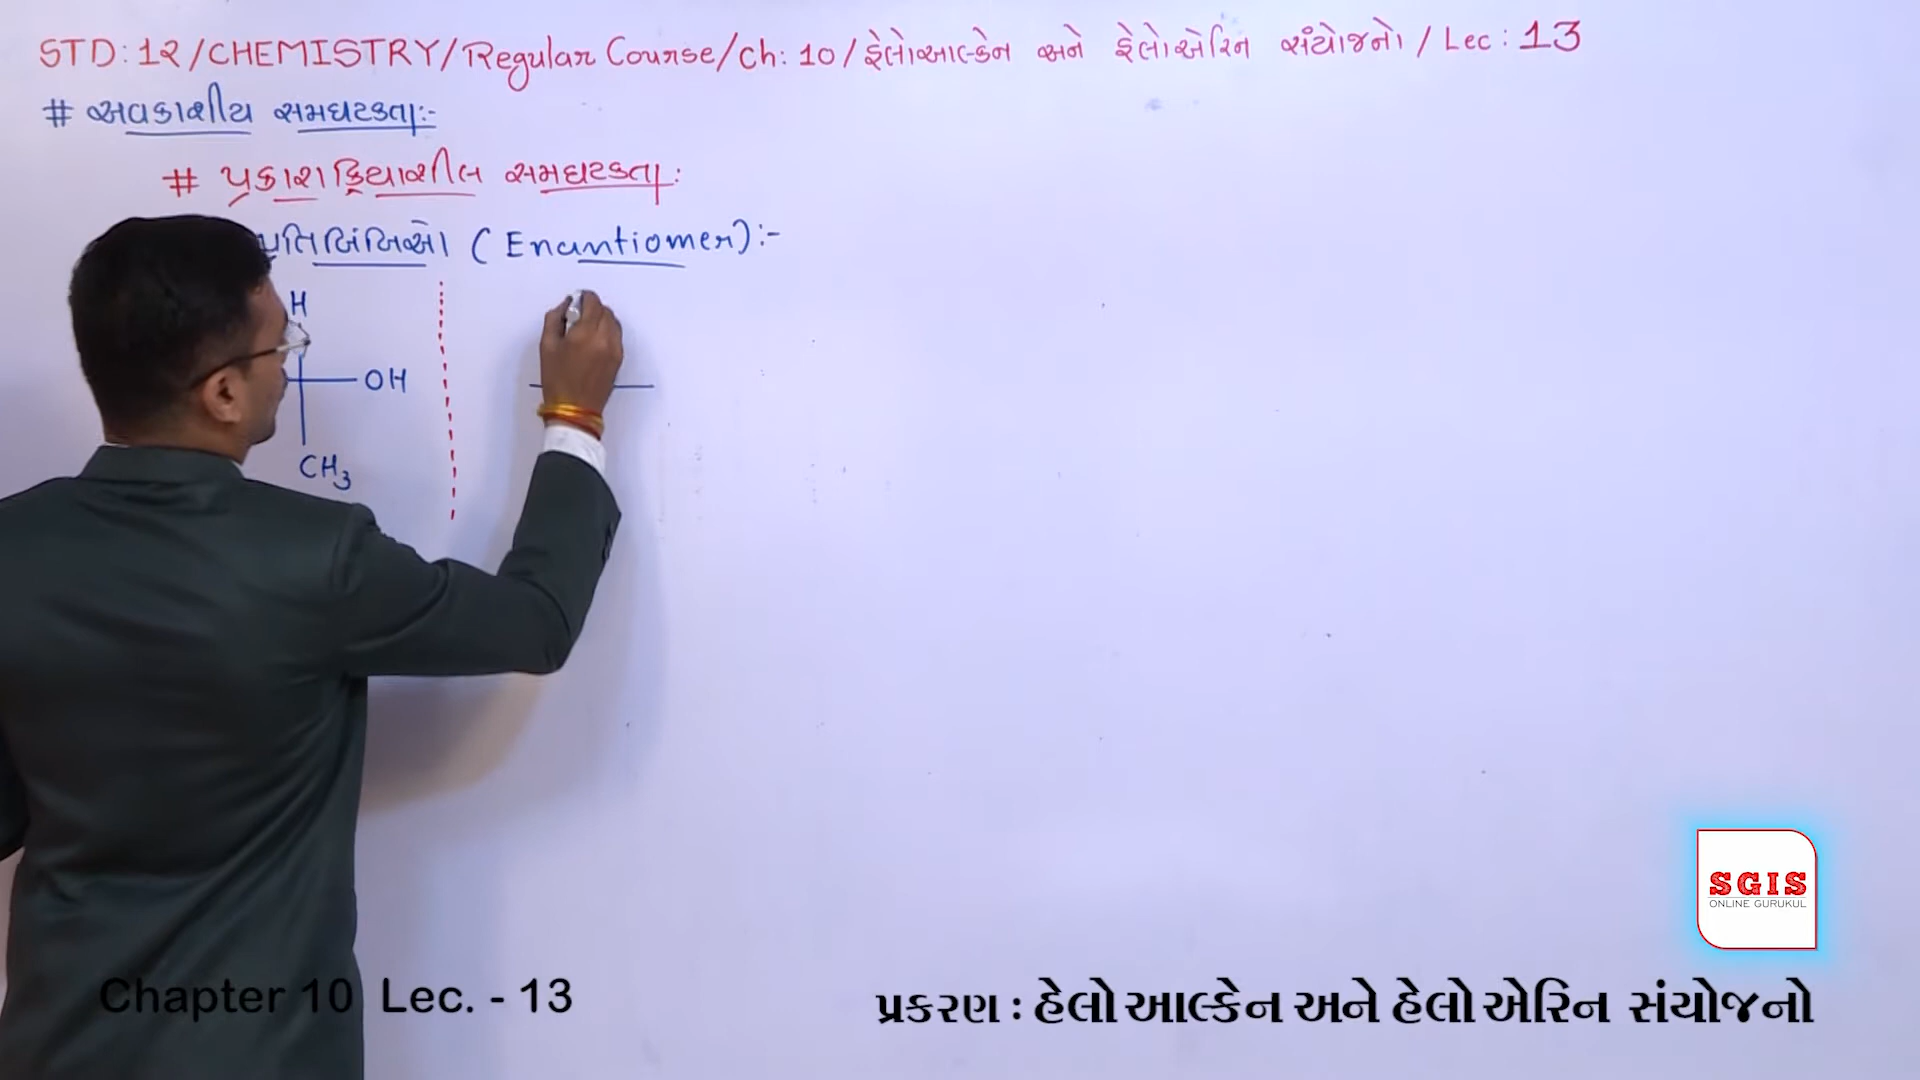 STD: 12/CHEMISTRY/Regular Course/Ch: 10/હેલોઆલ્કેન અને હેલોએરિન સંયોજનો/Lec: 13
# અવકાશીય સમઘટકતા:-
# પ્રકાશક્રિયાશીલ સમઘટકતા:
પ્રતિબિંબિઓ (Enantiomer):-
H
OH
CH3
SGIS
ONLINE GURUKUL
Chapter 10 Lec. - 13
પ્રકરણ : હેલોઆલ્કેન અને હેલોએરિન સંયોજનો